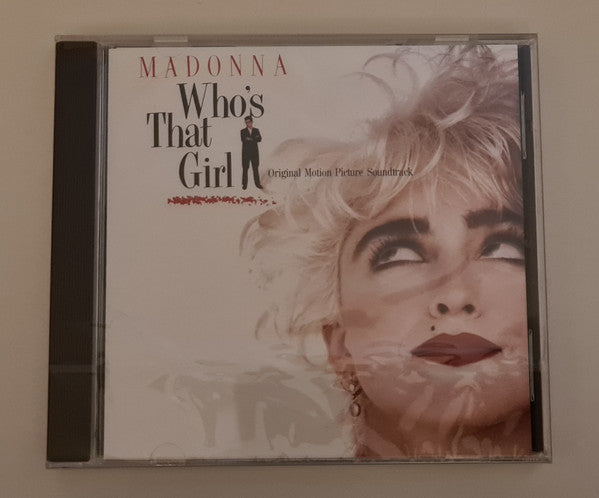 MADONNA
Who's
That
Girl
Original Motion Picture Soundtrack